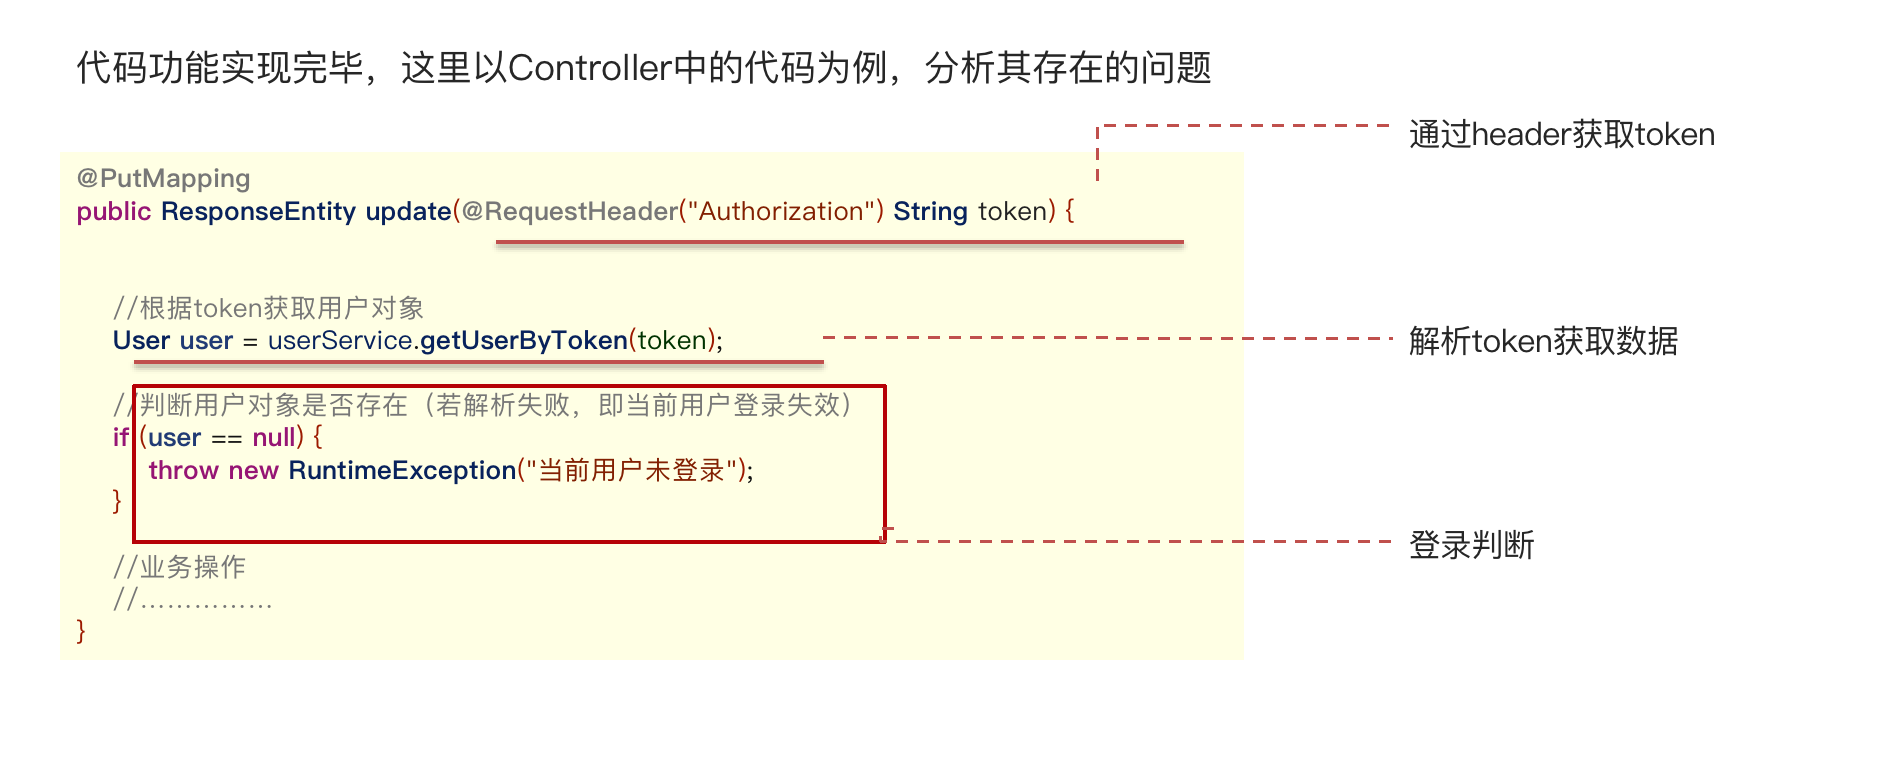 代码功能实现完毕，这里以Controller中的代码为例，分析其存在的问题
通过header获取token
@PutMapping
public ResponseEntity update(@RequestHeader("Authorization") String token) {
//根据token获取用户对象
User user = userService.getUserByToken(token);
解析token获取数据
//判断用户对象是否存在（若解析失败，即当前用户登录失效）
if (user == null) {
throw new RuntimeException("当前用户未登录");
}
登录判断
//业务操作
//……………
}